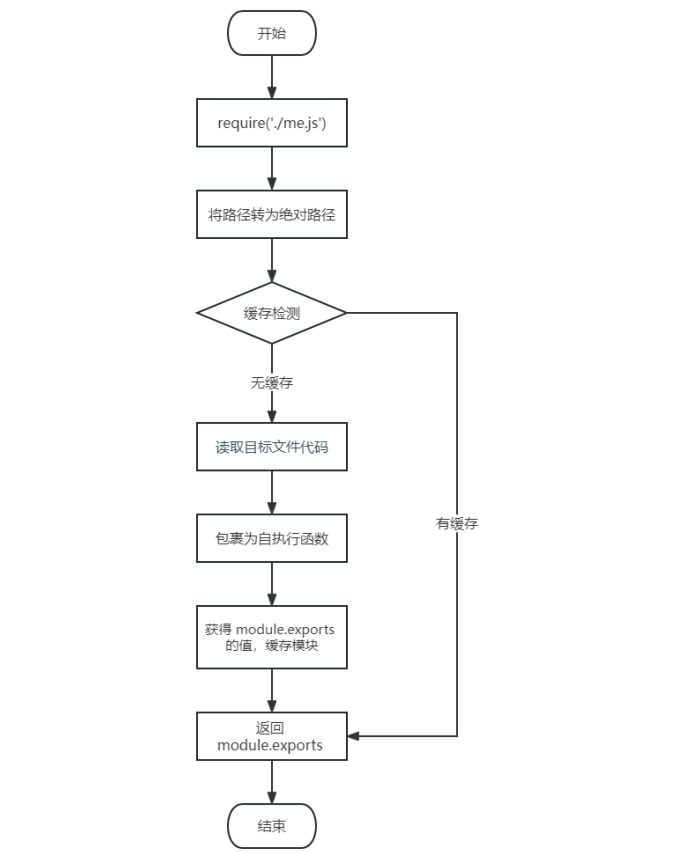 开始
require('./me.js')
将路径转为绝对路径
缓存检测
无缓存
读取目标文件代码
有缓存
包裹为自执行函数
获得 module.exports
的值，缓存模块
返回
module.exports
结束